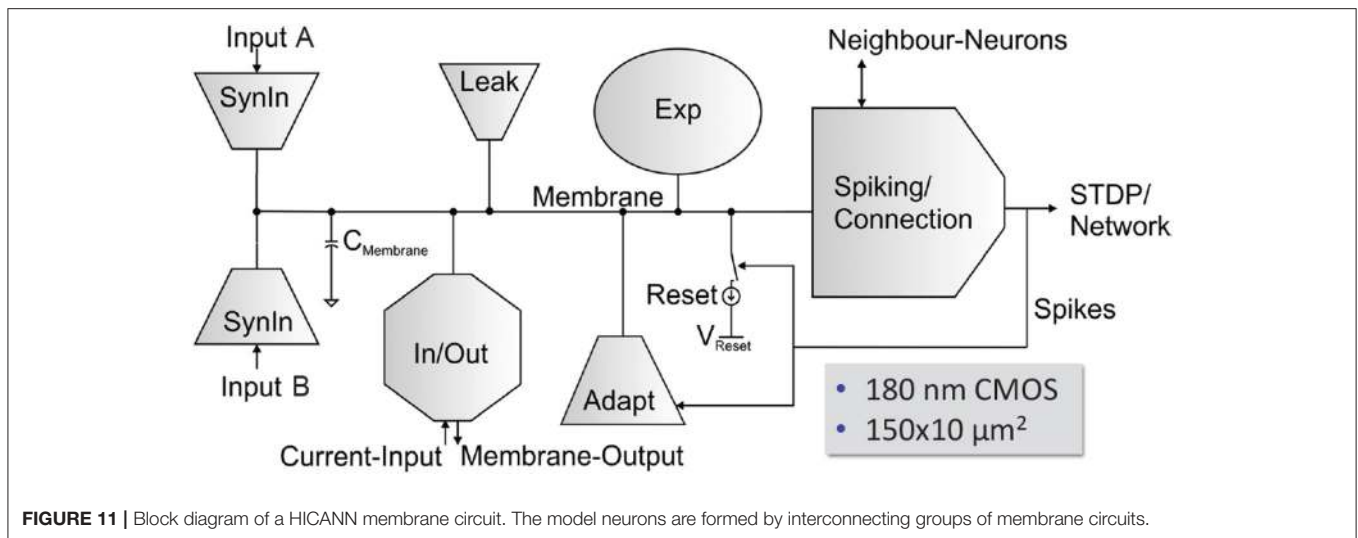 Input A
SynIn
Leak
Exp
Neighbour-Neurons
Membrane
Spiking/
Connection
STDP/
Network
C Membrane
SynIn
Input B
In/Out
Current-Input
Membrane-Output
Adapt
Reset
V Reset
Spikes
• 180 nm CMOS
• 150x10 µm²
FIGURE 11 | Block diagram of a HICANN membrane circuit. The model neurons are formed by interconnecting groups of membrane circuits.